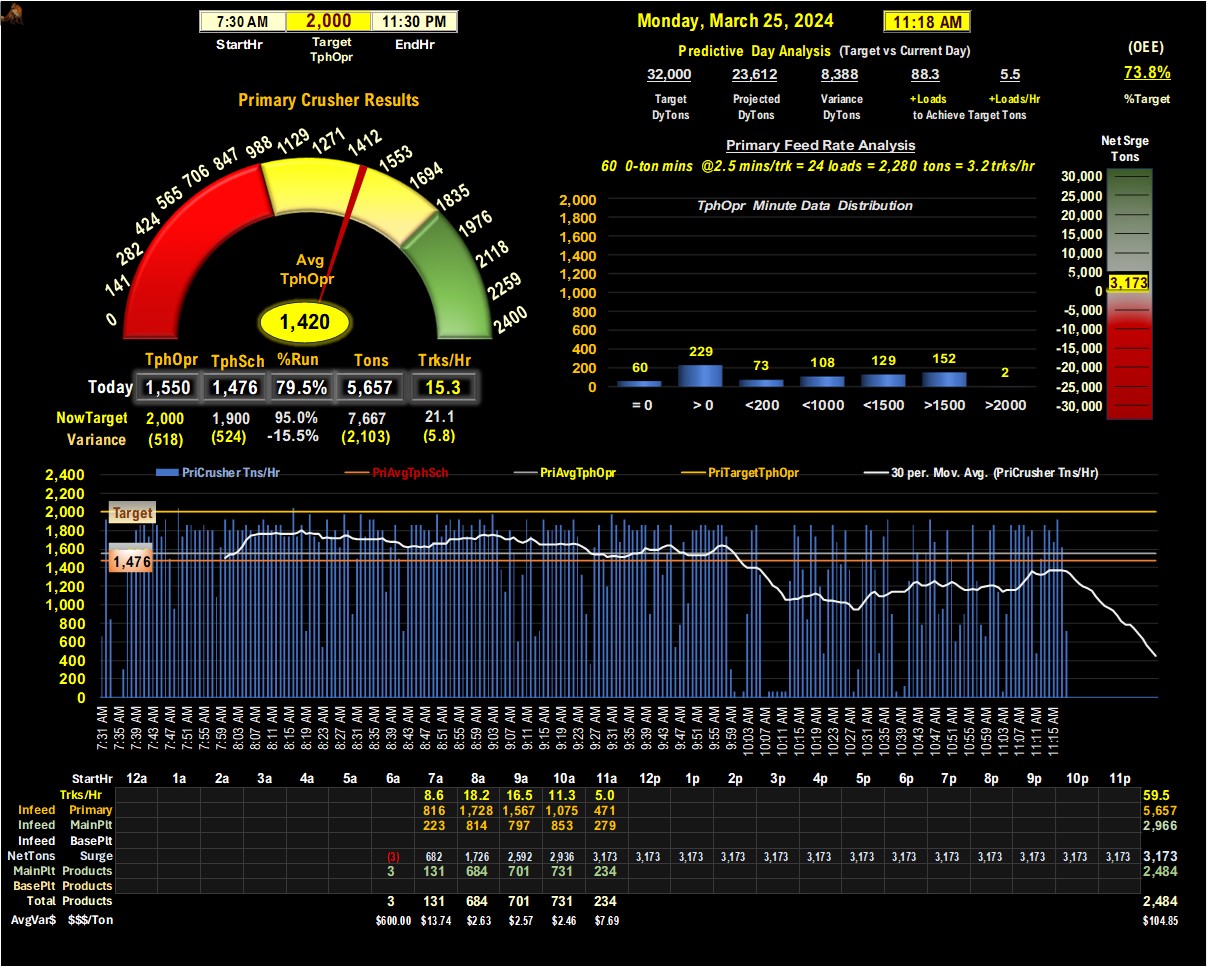 7:30 AM 2,000 11:30 PM
StartHr Target TphOpr EndHr
Monday, March 25, 2024 11:18 AM
Predictive Day Analysis (Target vs Current Day)
32,000 23,612 8,388 88.3 5.5
Target Projected Variance +Loads +Loads/Hr
DyTons DyTons DyTons to Achieve Target Tons
(OEE)
73.8%
%Target
Primary Crusher Results
0 141 282 424 565 706 847 988 1129 1271 1412 1553 1694 1835 1976 2118 2259 2400
Avg
TphOpr
1,420
TphOpr TphSch %Run Tons Trks/Hr
Today 1,550 1,476 79.5% 5,657 15.3
NowTarget 2,000 1,900 95.0% 7,667 21.1
Variance (518) (524) -15.5% (2,103) (5.8)
Primary Feed Rate Analysis
60 0-ton mins @2.5 mins/trk = 24 loads = 2,280 tons = 3.2 trks/hr
TphOpr Minute Data Distribution
2,000
1,800
1,600
1,400
1,200
1,000
800
600
400
200
0
60 229 73 108 129 152 2
= 0 > 0 <200 <1000 <1500 >1500 >2000
Net Srge
Tons
30,000
25,000
20,000
15,000
10,000
5,000
3,173
0
-5,000
-10,000
-15,000
-20,000
-25,000
-30,000
PriCrusher Tns/Hr PriAvgTphSch PriAvgTphOpr PriTargetTphOpr 30 per. Mov. Avg. (PriCrusher Tns/Hr)
2,400
2,200
2,000
1,800
1,600
1,400
1,200
1,000
800
600
400
200
0
Target
1,476
7:31 AM 7:35 AM 7:39 AM 7:43 AM 7:47 AM 7:51 AM 7:55 AM 7:59 AM 8:03 AM 8:07 AM 8:11 AM 8:15 AM 8:19 AM 8:23 AM 8:27 AM 8:31 AM 8:35 AM 8:39 AM 8:43 AM 8:47 AM 8:51 AM 8:55 AM 8:59 AM 9:03 AM 9:07 AM 9:11 AM 9:15 AM 9:19 AM 9:23 AM 9:27 AM 9:31 AM 9:35 AM 9:39 AM 9:43 AM 9:47 AM 9:51 AM 9:55 AM 9:59 AM 10:03 AM 10:07 AM 10:11 AM 10:15 AM 10:19 AM 10:23 AM 10:27 AM 10:31 AM 10:35 AM 10:39 AM 10:43 AM 10:47 AM 10:51 AM 10:55 AM 10:59 AM 11:03 AM 11:07 AM 11:11 AM 11:15 AM
StartHr 12a 1a 2a 3a 4a 5a 6a 7a 8a 9a 10a 11a 12p 1p 2p 3p 4p 5p 6p 7p 8p 9p 10p 11p
Trks/Hr 8.6 18.2 16.5 11.3 5.0 59.5
Infeed Primary 816 1,728 1,567 1,075 471 5,657
Infeed MainPlt 223 814 797 853 279 2,966
Infeed BasePlt
NetTons Surge (3) 682 1,726 2,592 2,936 3,173 3,173 3,173 3,173 3,173 3,173 3,173 3,173 3,173 3,173 3,173 3,173 3,173 3,173
MainPlt Products 3 131 684 701 731 234 2,484
BasePlt Products
Total Products 3 131 684 701 731 234 2,484
AvgVar$ $$$/Ton $600.00 $13.74 $2.63 $2.57 $2.46 $7.69 $104.85